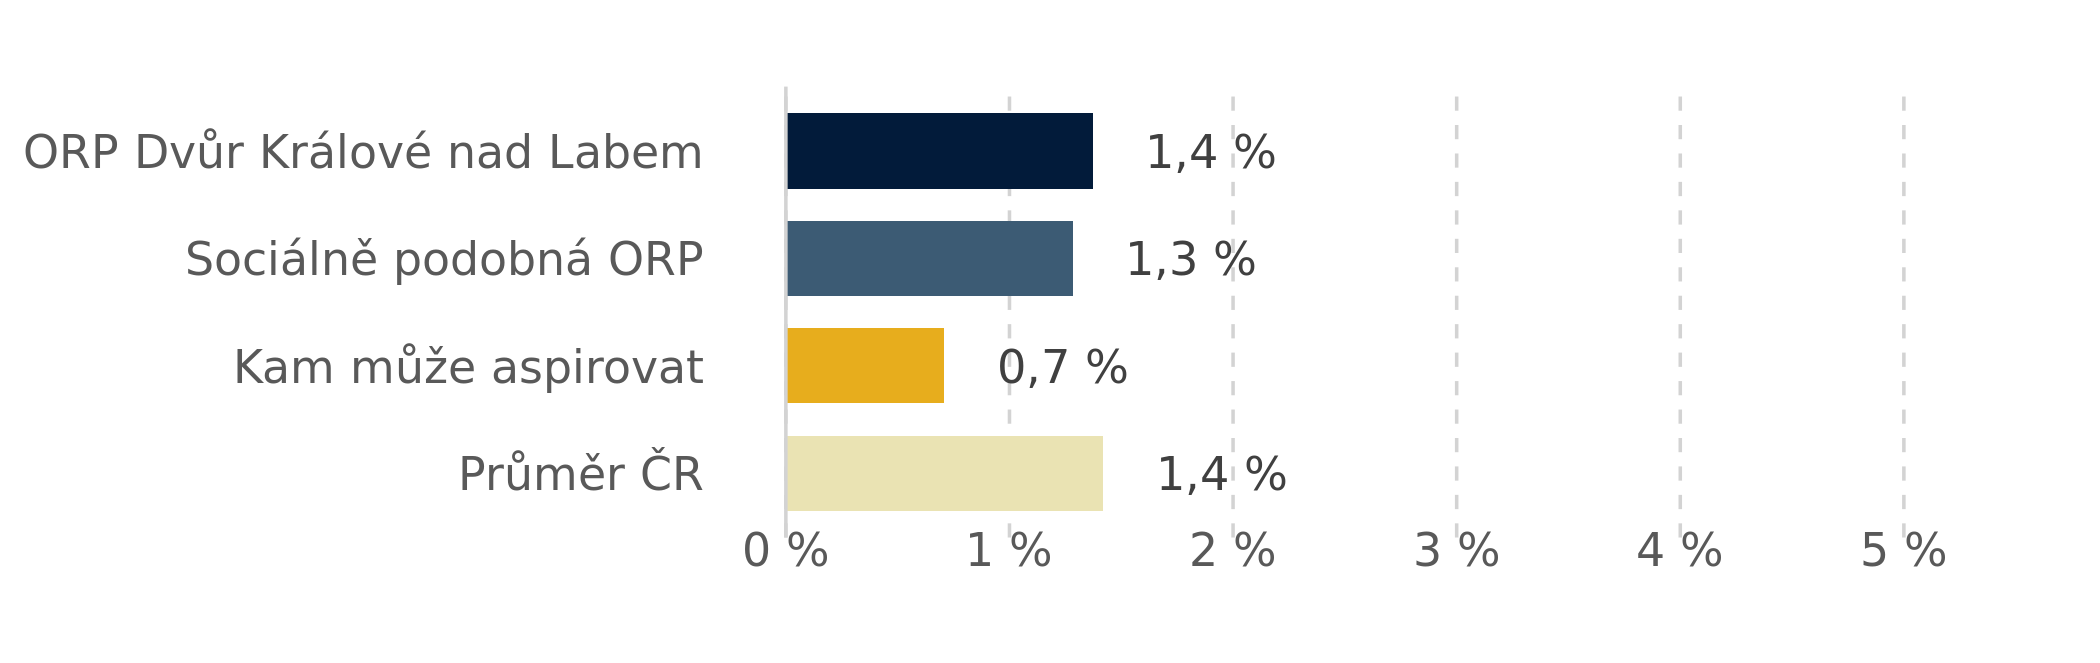 ORP Dvůr Králové nad Labem 1,4 %
Sociálně podobná ORP 1,3 %
Kam může aspirovat 0,7 %
Průměr ČR 1,4 %
0 % 1 % 2 % 3 % 4 % 5 %